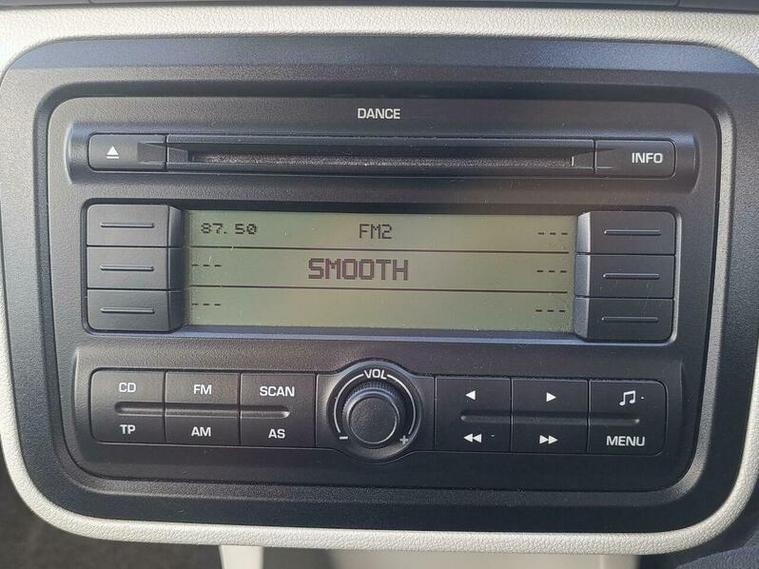 DANCE
INFO
87.50 FM2 ---
--- SMOOTH ---
--- ---
CD FM SCAN VOL
TP AM AS - + MENU